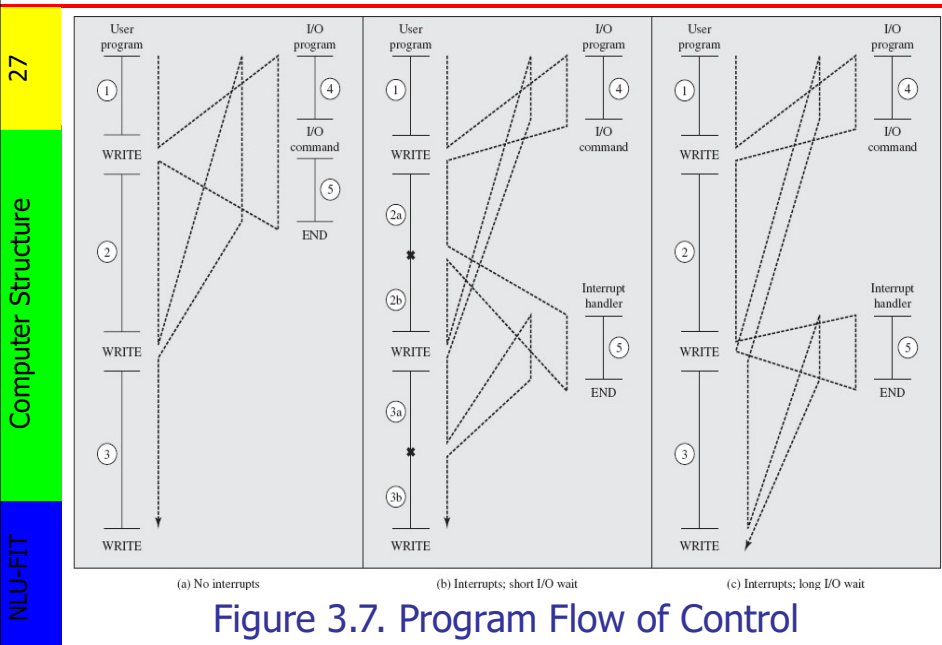 27
Computer Structure
NLU-FIT
User
program
I/O
program
1
4
WRITE
I/O
command
2
5
END
WRITE
3
WRITE
(a) No interrupts
User
program
I/O
program
1
4
WRITE
I/O
command
2a
2b
Interrupt
handler
WRITE
5
END
3a
3b
WRITE
(b) Interrupts; short I/O wait
User
program
I/O
program
1
4
WRITE
I/O
command
2
Interrupt
handler
WRITE
5
END
3
WRITE
(c) Interrupts; long I/O wait
Figure 3.7. Program Flow of Control